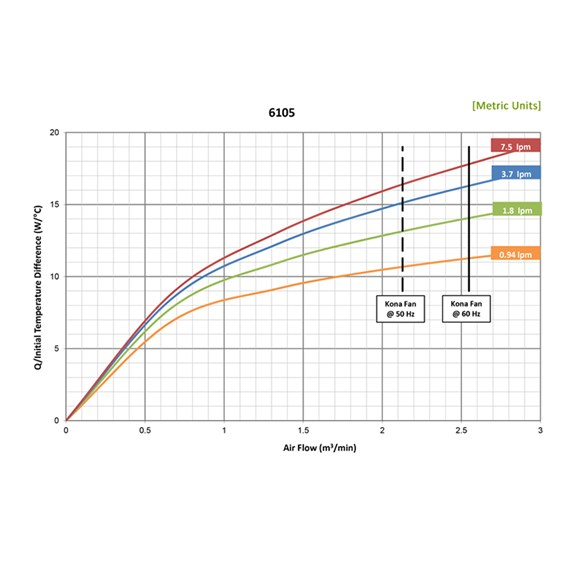 [Metric Units]
6105
Q/Initial Temperature Difference (W/°C)
20
15
10
5
0
7.5 lpm
3.7 lpm
1.8 lpm
0.94 lpm
Kona Fan
@ 50 Hz
Kona Fan
@ 60 Hz
0 0.5 1 1.5 2 2.5 3
Air Flow (m³/min)